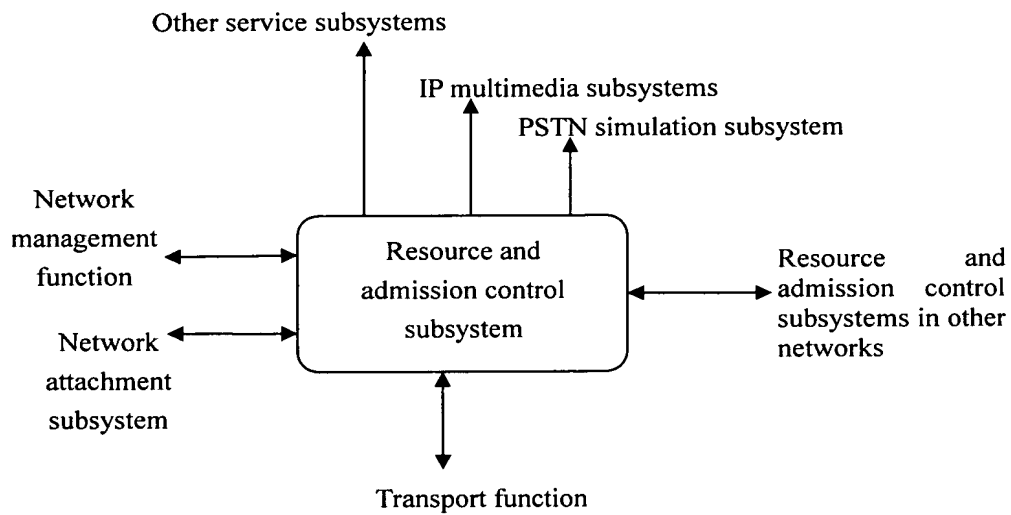 Other service subsystems
IP multimedia subsystems
PSTN simulation subsystem
Network
management
function
Resource and
admission control
subsystem
Resource and
admission control
subsystems in other
networks
Network
attachment
subsystem
Transport function